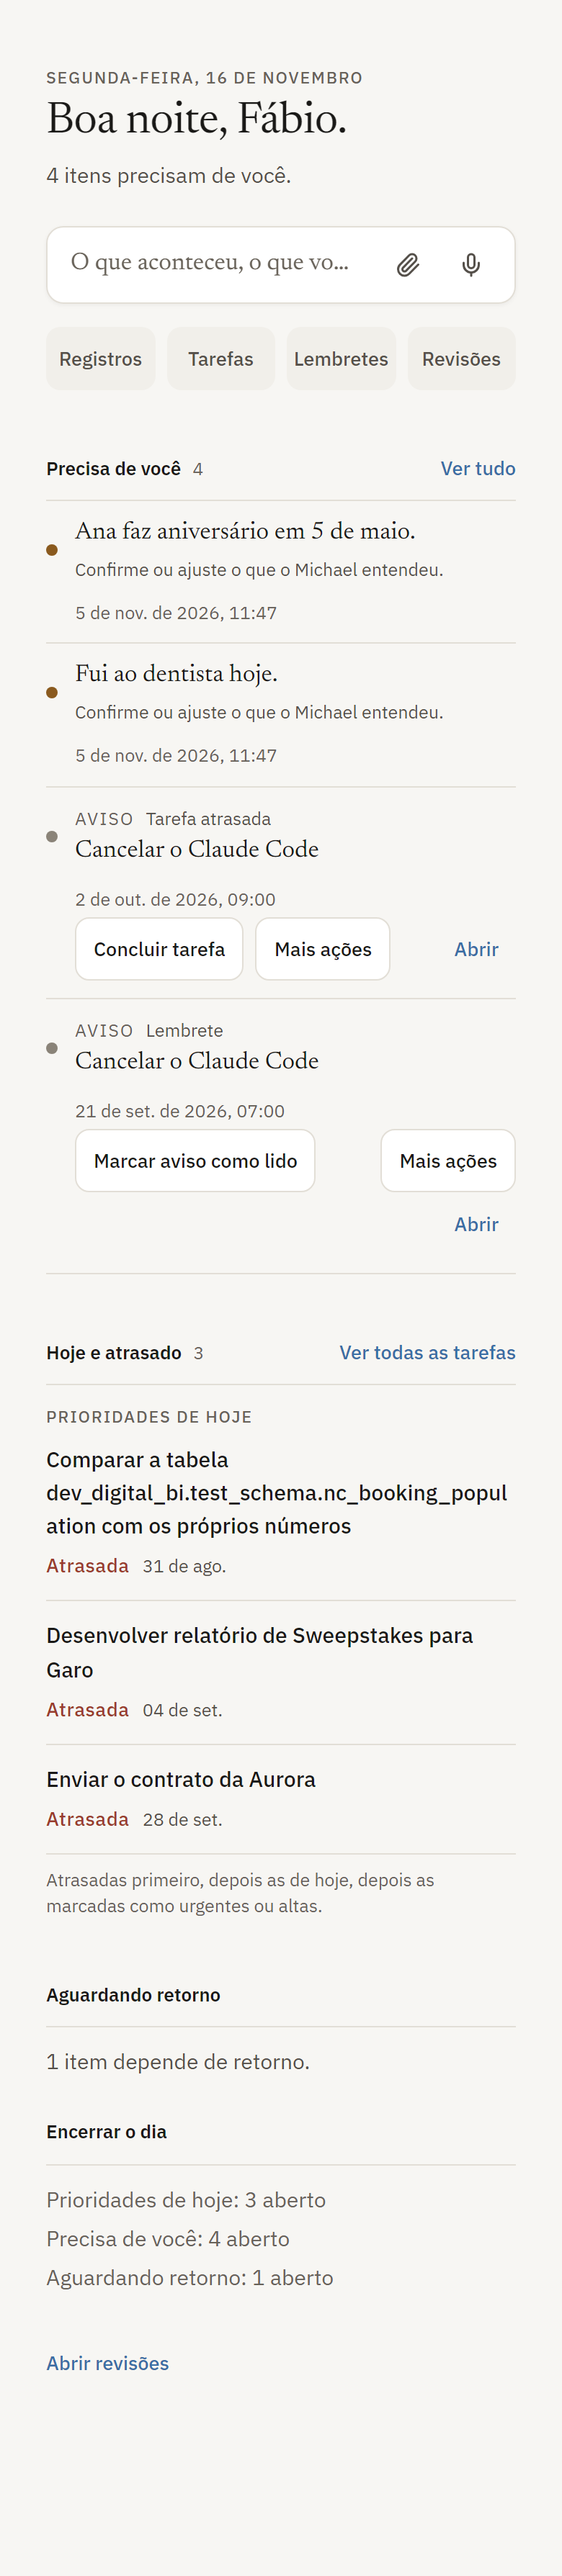 SEGUNDA-FEIRA, 16 DE NOVEMBRO
Boa noite, Fábio.
4 itens precisam de você.
O que aconteceu, o que vo...
Registros
Tarefas
Lembretes
Revisões
Precisa de você 4
Ver tudo
Ana faz aniversário em 5 de maio.
Confirme ou ajuste o que o Michael entendeu.
5 de nov. de 2026, 11:47
Fui ao dentista hoje.
Confirme ou ajuste o que o Michael entendeu.
5 de nov. de 2026, 11:47
AVISO Tarefa atrasada
Cancelar o Claude Code
2 de out. de 2026, 09:00
Concluir tarefa
Mais ações
Abrir
AVISO Lembrete
Cancelar o Claude Code
21 de set. de 2026, 07:00
Marcar aviso como lido
Mais ações
Abrir
Hoje e atrasado 3
Ver todas as tarefas
PRIORIDADES DE HOJE
Comparar a tabela
dev_digital_bi.test_schema.nc_booking_popul
ation com os próprios números
Atrasada 31 de ago.
Desenvolver relatório de Sweepstakes para
Garo
Atrasada 04 de set.
Enviar o contrato da Aurora
Atrasada 28 de set.
Atrasadas primeiro, depois as de hoje, depois as
marcadas como urgentes ou altas.
Aguardando retorno
1 item depende de retorno.
Encerrar o dia
Prioridades de hoje: 3 aberto
Precisa de você: 4 aberto
Aguardando retorno: 1 aberto
Abrir revisões